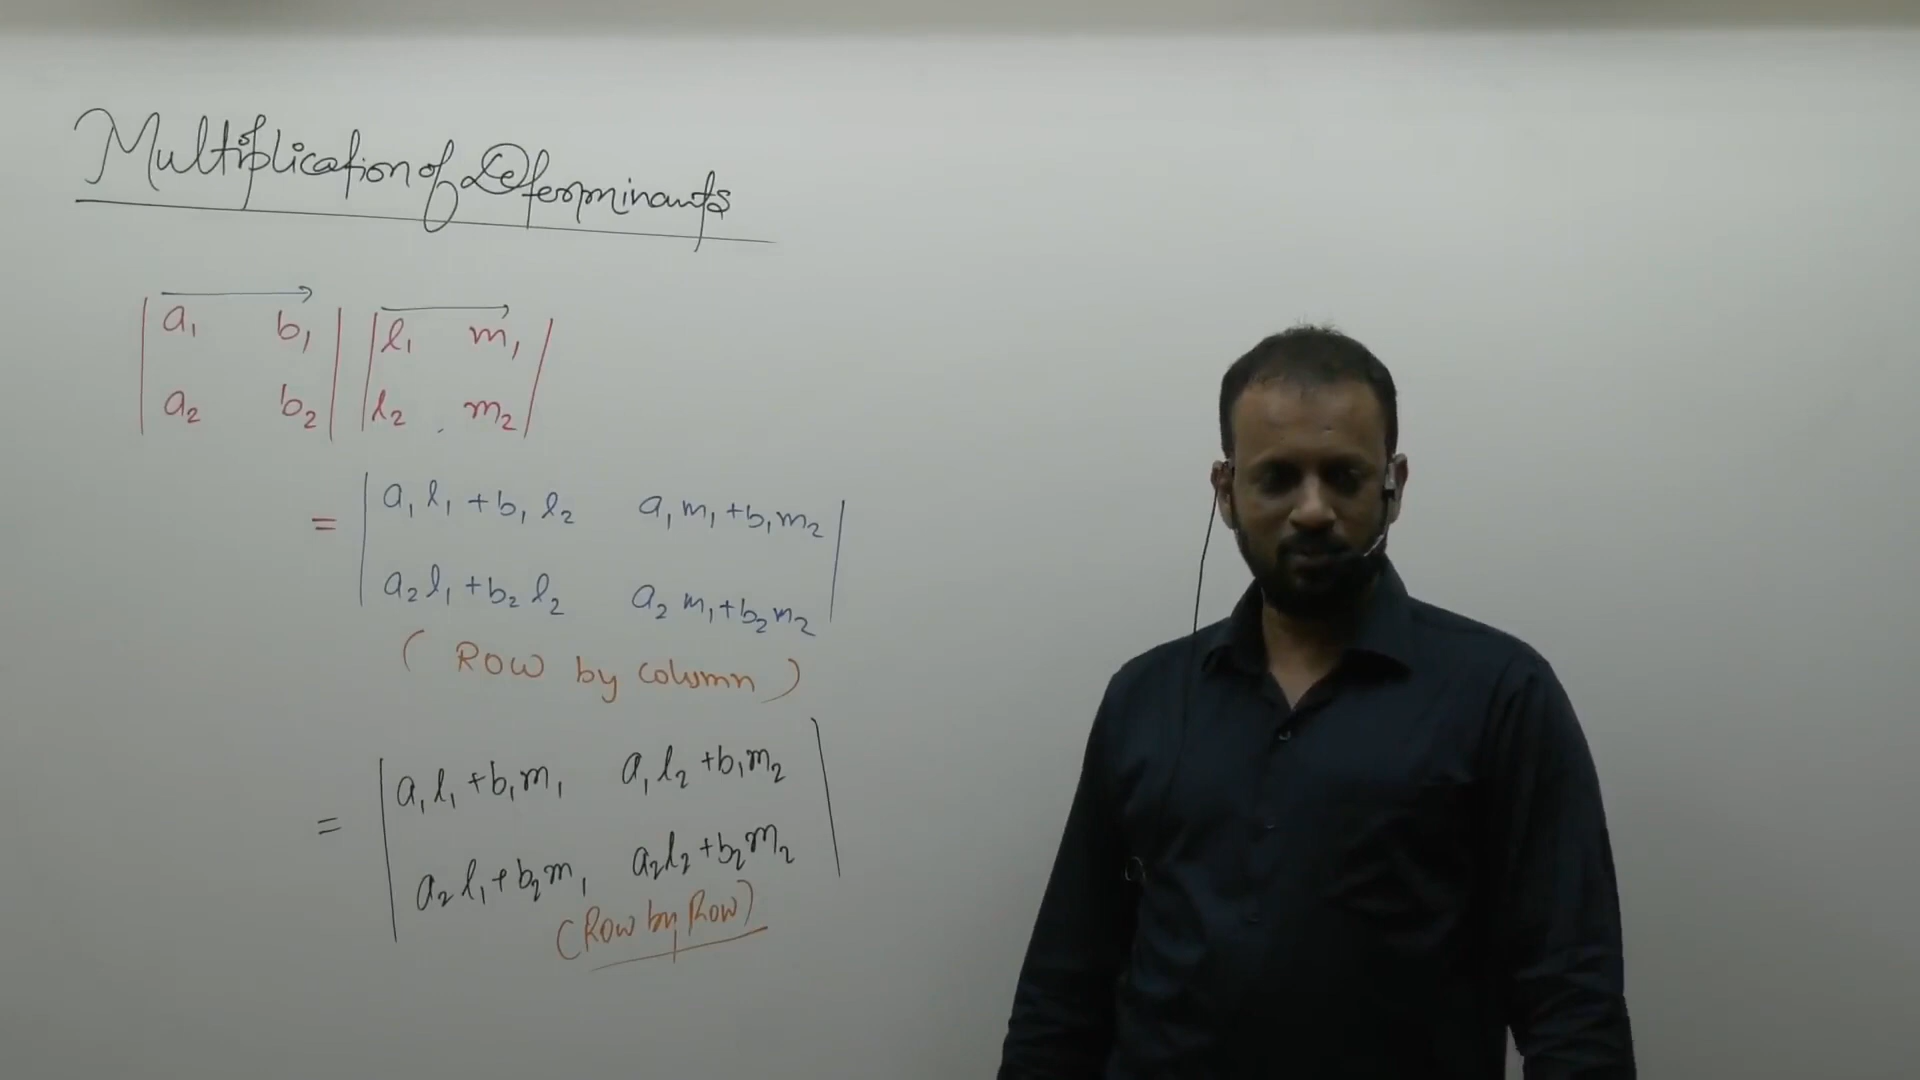 Multiplication of Determinants
| a₁ b₁ | | l₁ m₁ |
| a₂ b₂ | | l₂ m₂ |
= | a₁l₁+b₁l₂ a₁m₁+b₁m₂ |
| a₂l₁+b₂l₂ a₂m₁+b₂m₂ |
( ROW by column )
= | a₁l₁+b₁m₁ a₁l₂+b₁m₂ |
| a₂l₁+b₂m₁ a₂l₂+b₂m₂ |
(Row by Row)